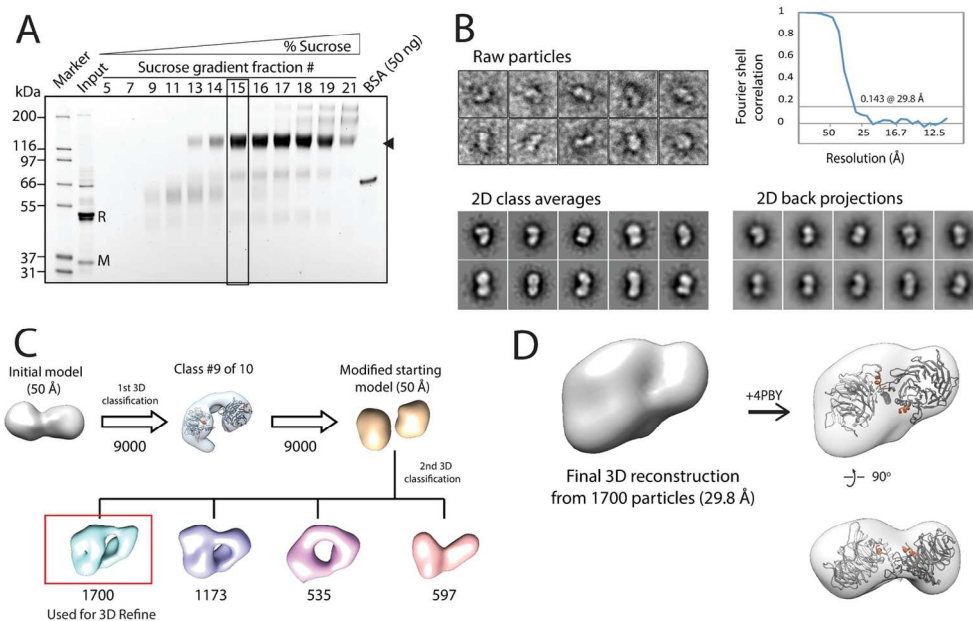 A
% Sucrose
Marker
Input
Sucrose gradient fraction #
BSA (50 ng)
kDa
5 7 9 11 13 14 15 16 17 18 19 21
200
116
97
66
55
37
31
R
M
B
Raw particles
Fourier shell
correlation
1
0.8
0.6
0.4
0.2
0
0.143 @ 29.8 Å
50 25 16.7 12.5
Resolution (Å)
2D class averages
2D back projections
C
Initial model
(50 Å)
1st 3D
classification
9000
Class #9 of 10
9000
Modified starting
model (50 Å)
2nd 3D
classification
1700
1173
535
597
Used for 3D Refine
D
+4PBY
Final 3D reconstruction
from 1700 particles (29.8 Å)
90°